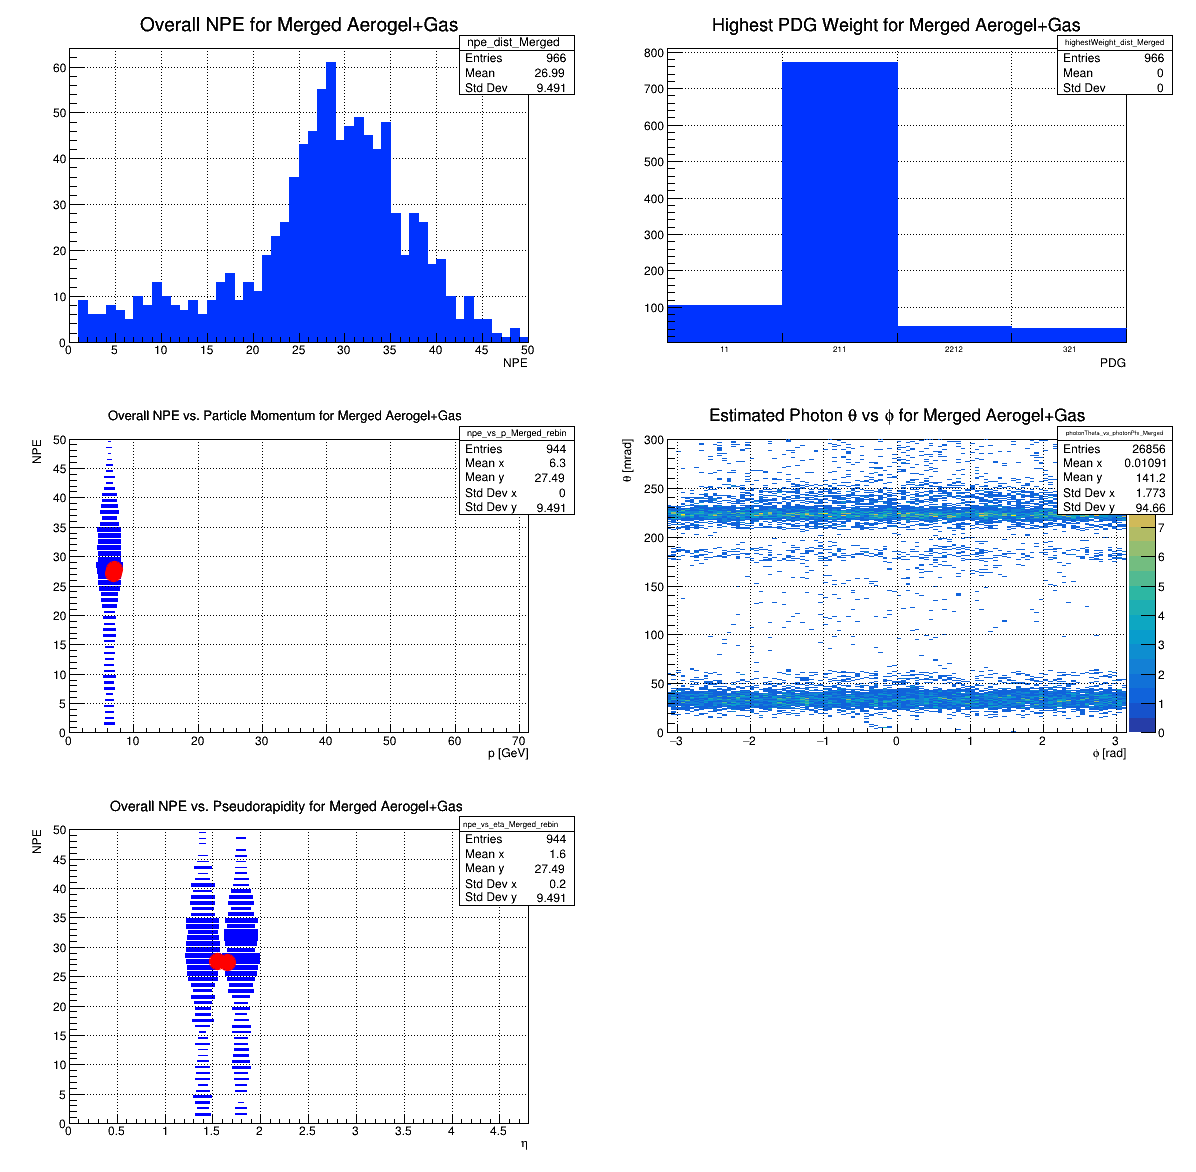 Overall NPE for Merged Aerogel+Gas
npe_dist_Merged
Entries 966
Mean 26.99
Std Dev 9.491
60
50
40
30
20
10
0
0 5 10 15 20 25 30 35 40 45 50
NPE
Highest PDG Weight for Merged Aerogel+Gas
highestWeight_dist_Merged
Entries 966
Mean 0
Std Dev 0
800
700
600
500
400
300
200
100
11 211 2212 321
PDG
Overall NPE vs. Particle Momentum for Merged Aerogel+Gas
npe_vs_p_Merged_rebin
Entries 944
Mean x 6.3
Mean y 27.49
Std Dev x 0
Std Dev y 9.491
NPE
50
45
40
35
30
25
20
15
10
5
0
0 10 20 30 40 50 60 70
p [GeV]
Estimated Photon θ vs ϕ for Merged Aerogel+Gas
photonTheta_vs_photonPhi_Merged
Entries 26856
Mean x 0.01091
Mean y 141.2
Std Dev x 1.773
Std Dev y 94.66
θ [mrad]
300
250
200
150
100
50
0
−3 −2 −1 0 1 2 3
ϕ [rad]
7
6
5
4
3
2
1
0
Overall NPE vs. Pseudorapidity for Merged Aerogel+Gas
npe_vs_eta_Merged_rebin
Entries 944
Mean x 1.6
Mean y 27.49
Std Dev x 0.2
Std Dev y 9.491
NPE
50
45
40
35
30
25
20
15
10
5
0
0 0.5 1 1.5 2 2.5 3 3.5 4 4.5
η